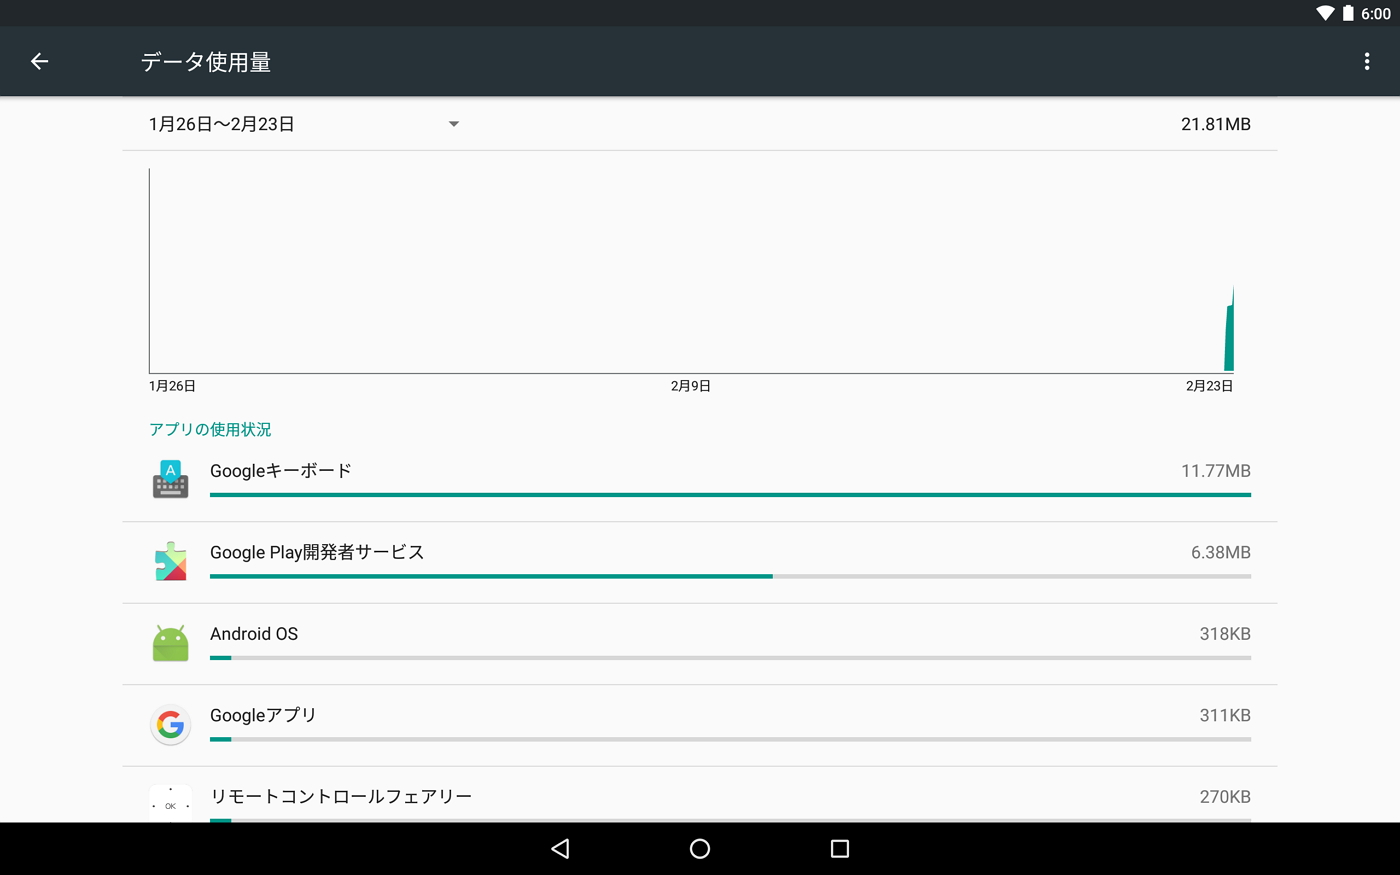 6:00
データ使用量
1月26日～2月23日 21.81MB
1月26日 2月9日 2月23日
アプリの使用状況
A
Googleキーボード 11.77MB
Google Play開発者サービス 6.38MB
Android OS 318KB
G
Googleアプリ 311KB
OK
リモートコントロールフェアリー 270KB